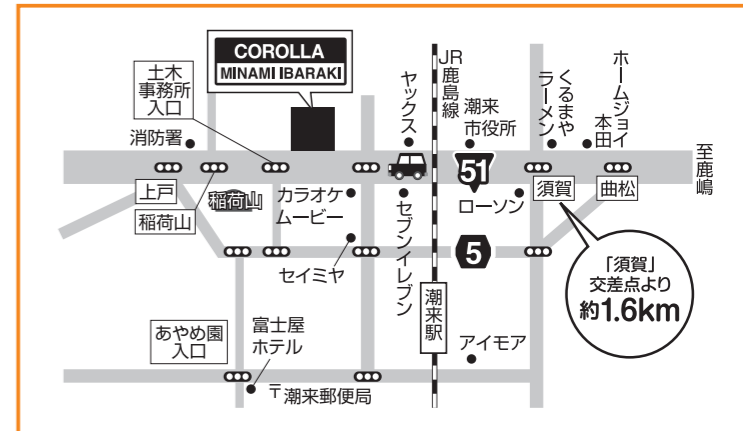 COROLLA
MINAMI IBARAKI
土木
事務所
入口
消防署
ヤックス
JR鹿島線
潮来
市役所
くるまや
ラーメン
ホームジョイ
本田
至鹿嶋
51
上戸
稲荷山
稲荷山
カラオケ
ムービー
セブンイレブン
ローソン
須賀
曲松
セイミヤ
5
「須賀」
交差点より
約1.6km
潮来駅
あやめ園
入口
富士屋
ホテル
アイモア
〒潮来郵便局